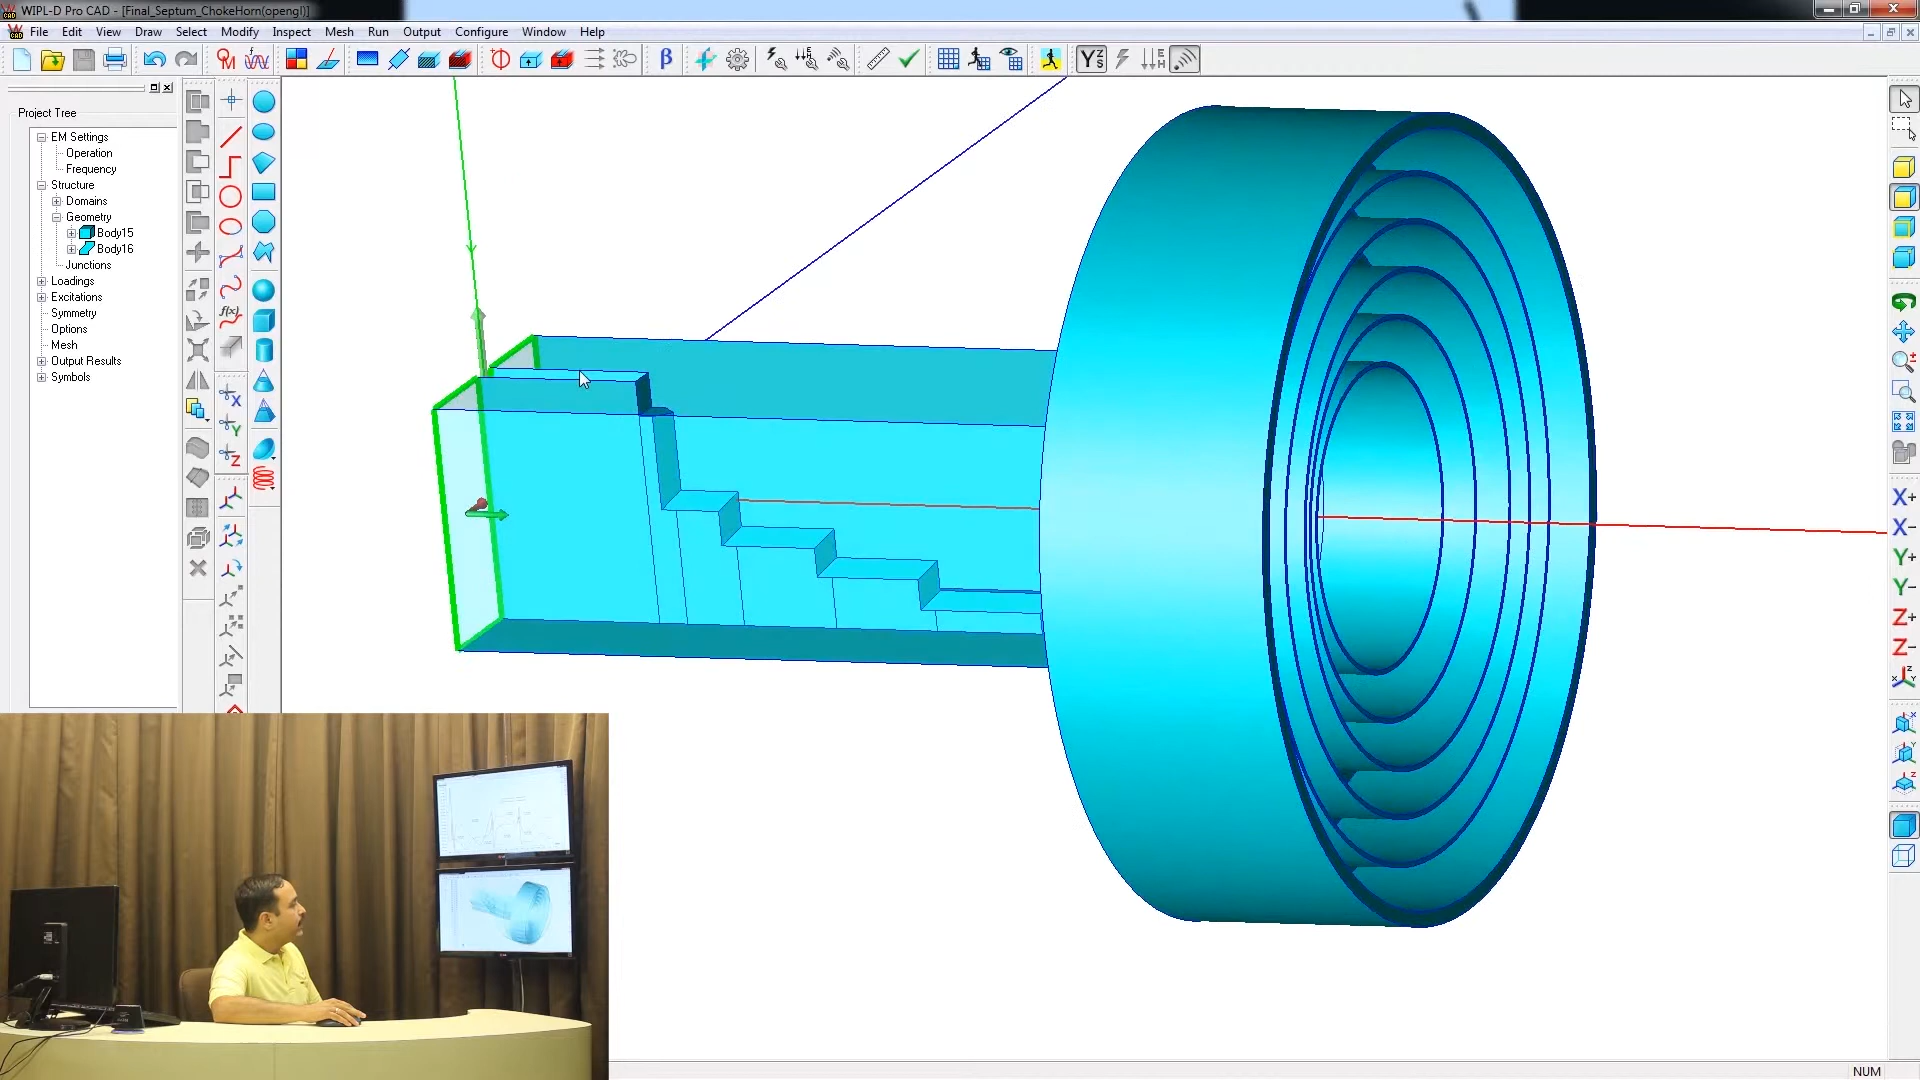 WIPL-D Pro CAD - [Final_Septum_ChokeHorn(opengl)]
File Edit View Draw Select Modify Inspect Mesh Run Output Configure Window Help
Project Tree
EM Settings
Operation
Frequency
Structure
Domains
Geometry
Body15
Body16
Junctions
Loadings
Excitations
Symmetry
Options
Mesh
Output Results
Symbols
f(x)
X
Y
Z
β
X+
X-
Y+
Y-
Z+
Z-
NUM